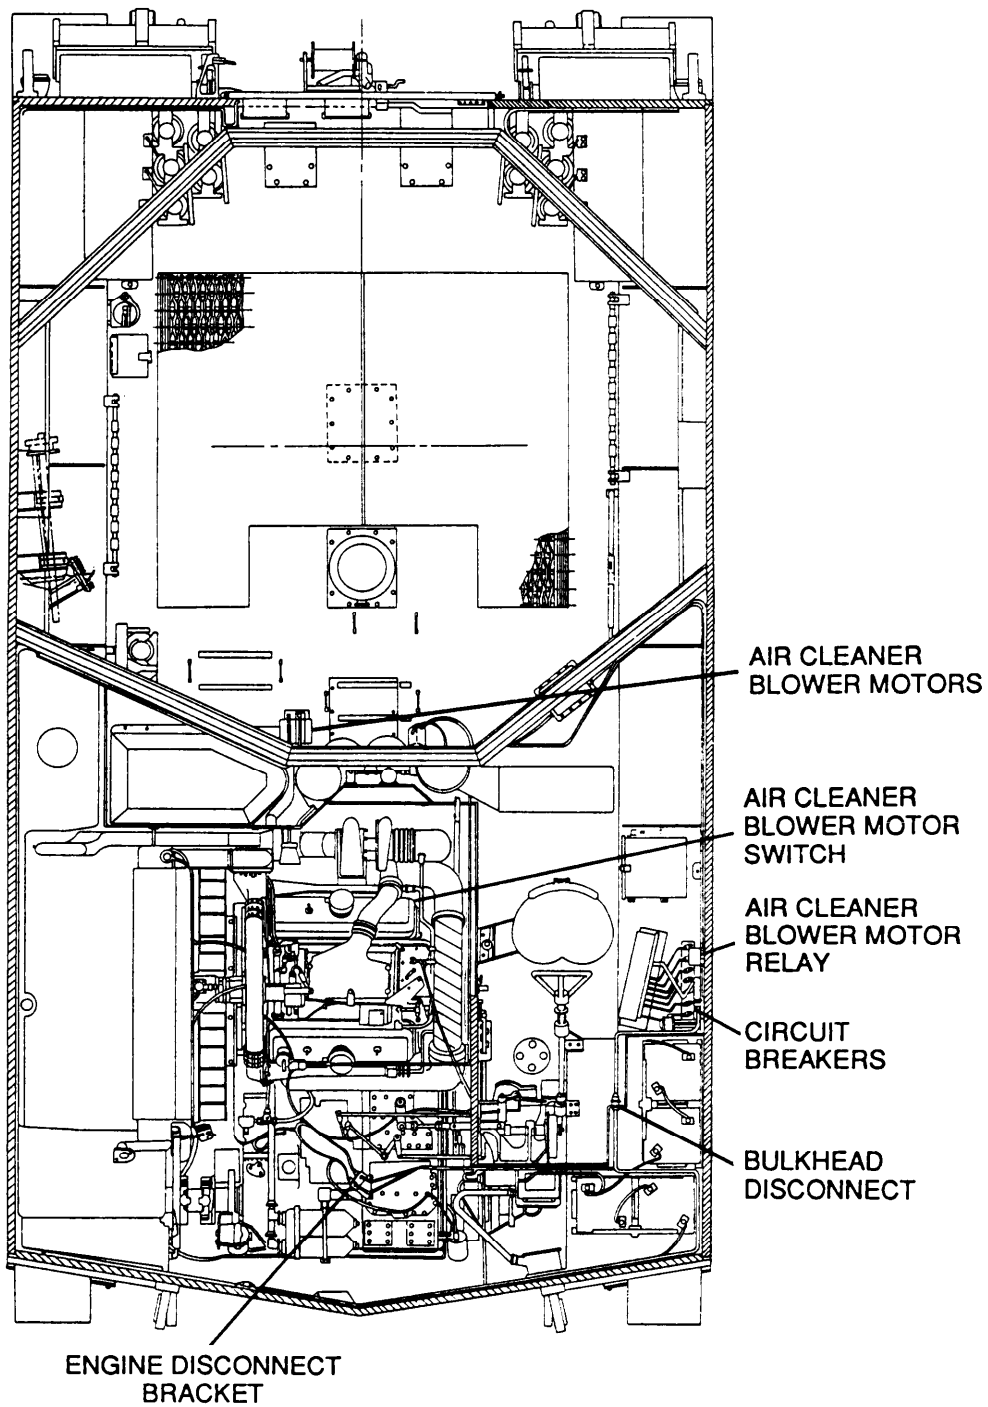 AIR CLEANER
BLOWER MOTORS
AIR CLEANER
BLOWER MOTOR
SWITCH
AIR CLEANER
BLOWER MOTOR
RELAY
CIRCUIT
BREAKERS
BULKHEAD
DISCONNECT
ENGINE DISCONNECT
BRACKET